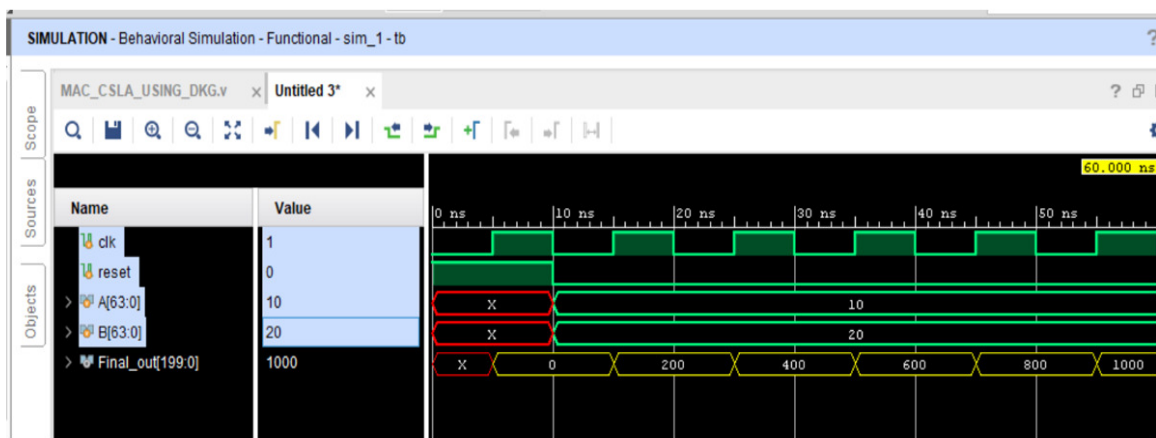 SIMULATION - Behavioral Simulation - Functional - sim_1 - tb
?
Scope
Sources
Objects
MAC_CSLA_USING_DKG.v × Untitled 3* ×
?
60.000 ns
Name Value
0 ns 10 ns 20 ns 30 ns 40 ns 50 ns
clk 1
reset 0
A[63:0] 10 X 10
B[63:0] 20 X 20
Final_out[199:0] 1000 X 0 200 400 600 800 1000